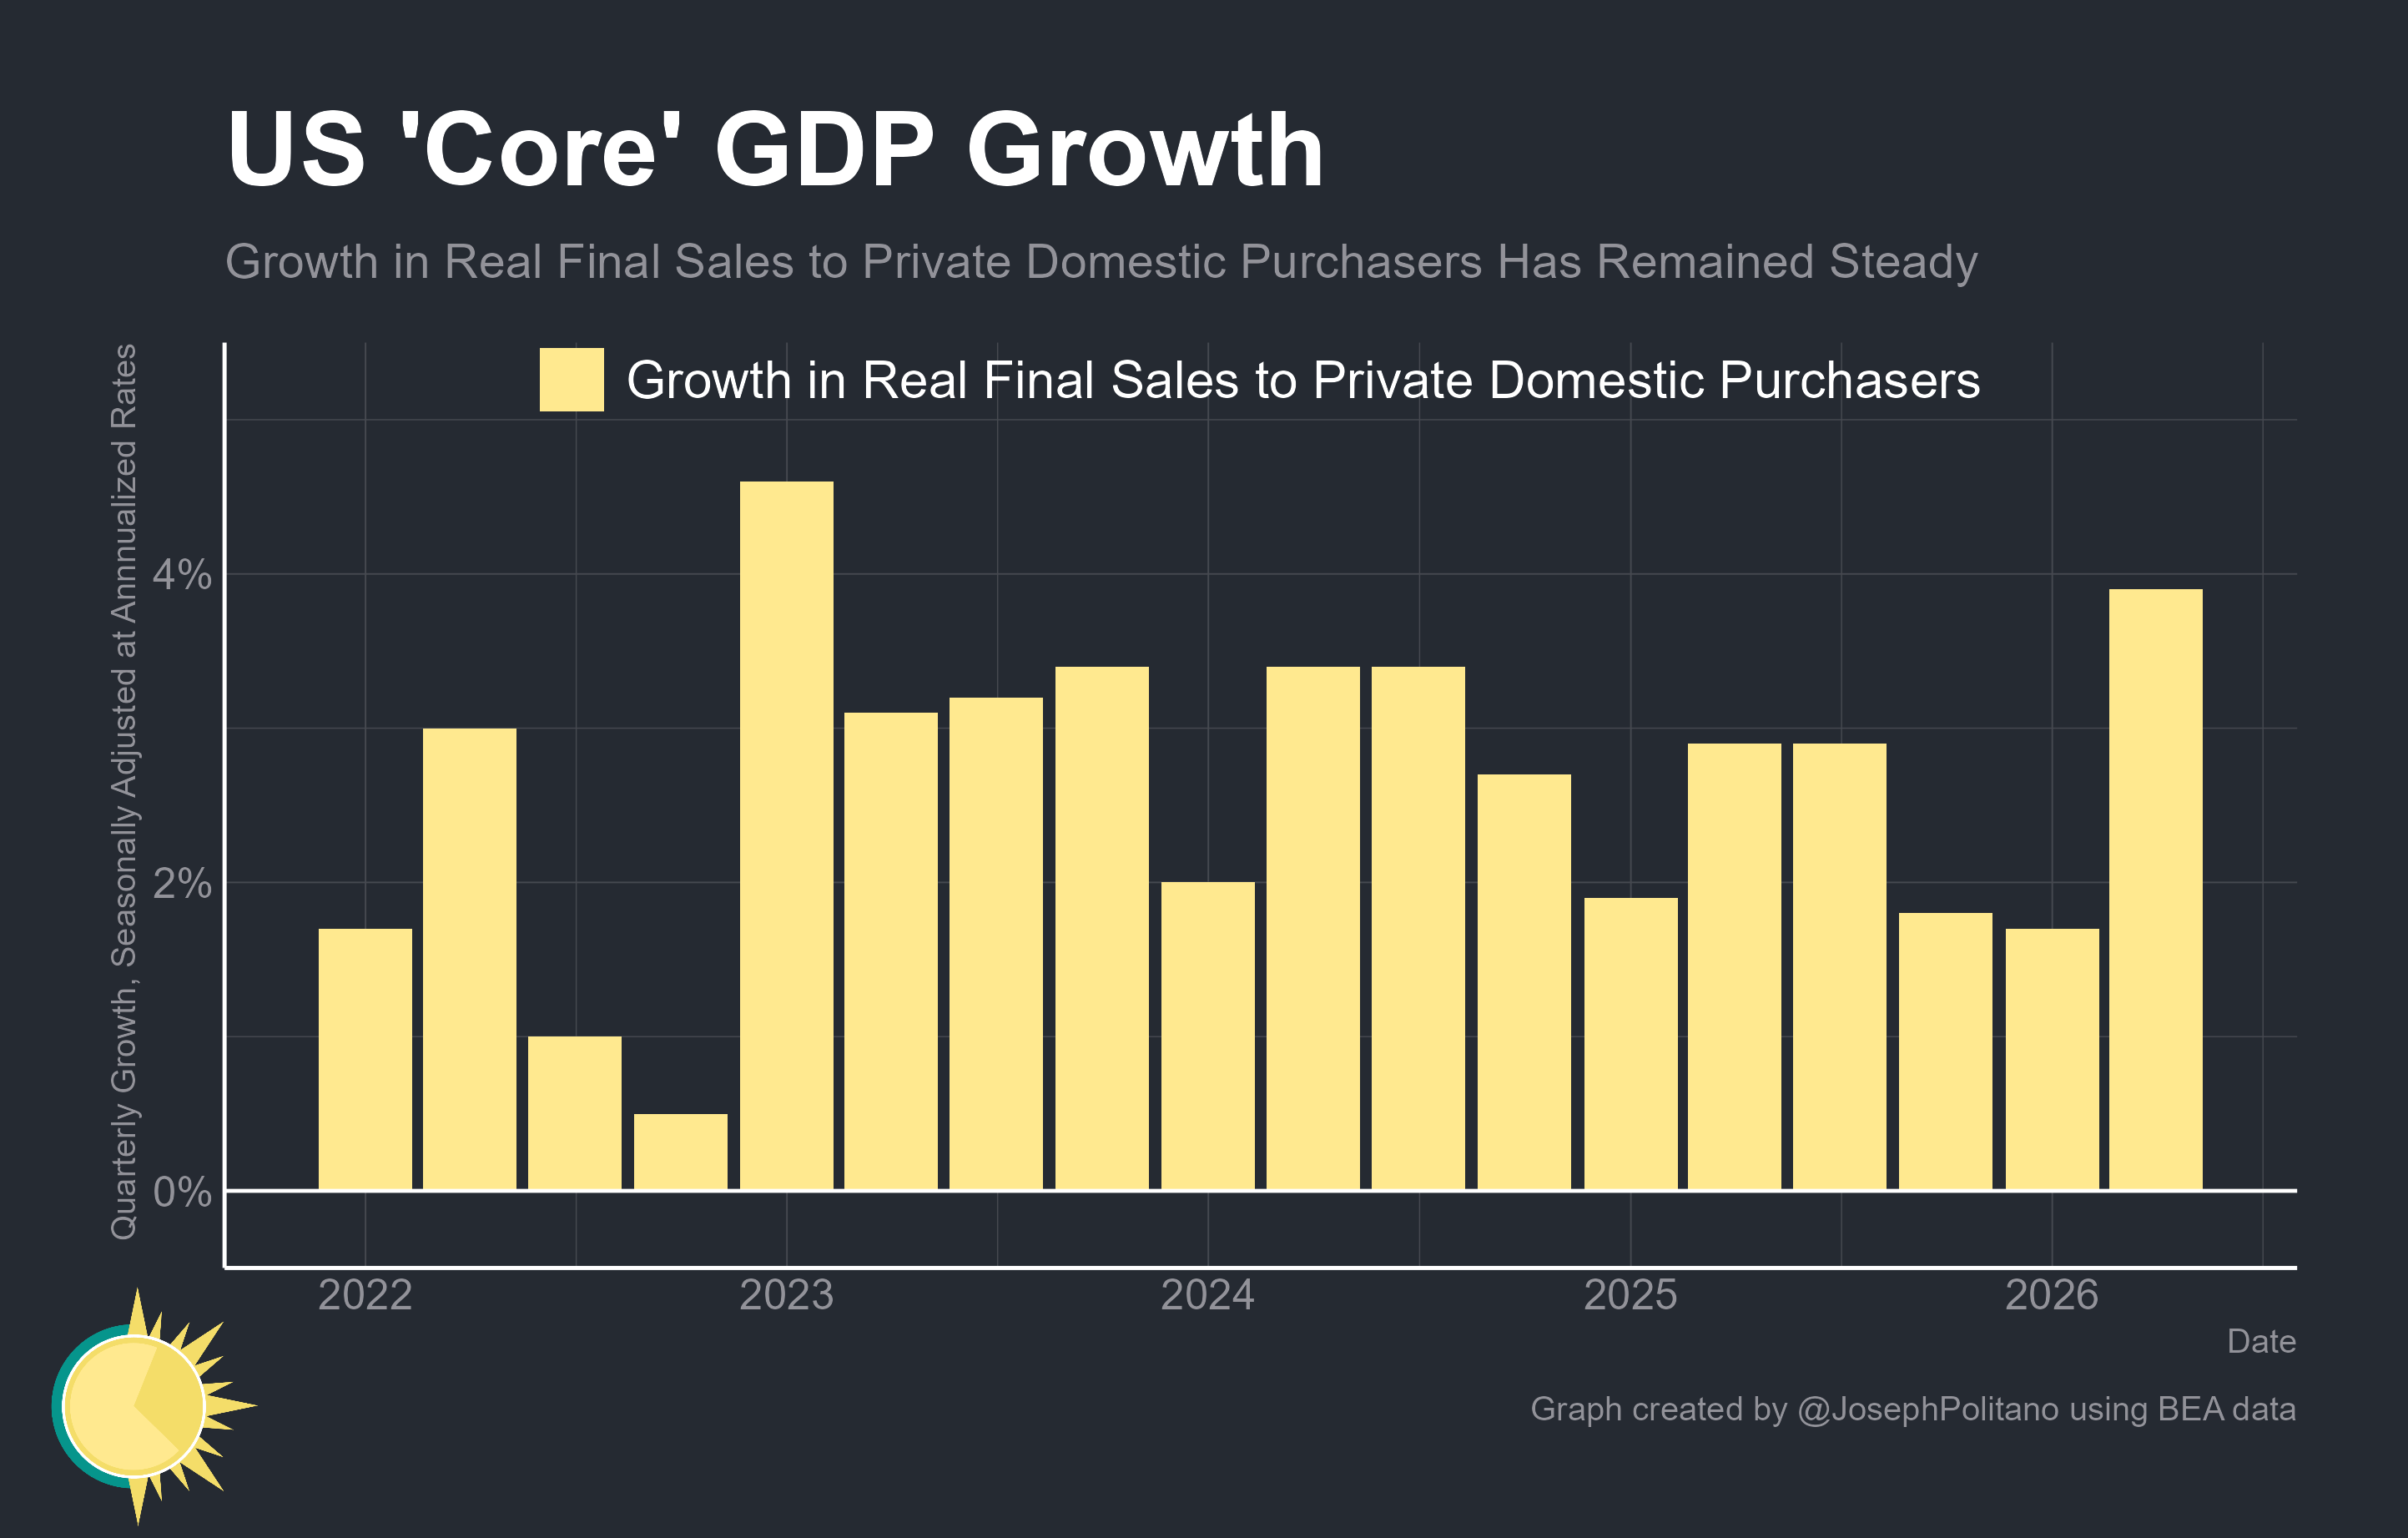 US 'Core' GDP Growth
Growth in Real Final Sales to Private Domestic Purchasers Has Remained Steady
Growth in Real Final Sales to Private Domestic Purchasers
Quarterly Growth, Seasonally Adjusted at Annnualized Rates
4%
2%
0%
2022
2023
2024
2025
2026
Date
Graph created by @JosephPolitano using BEA data